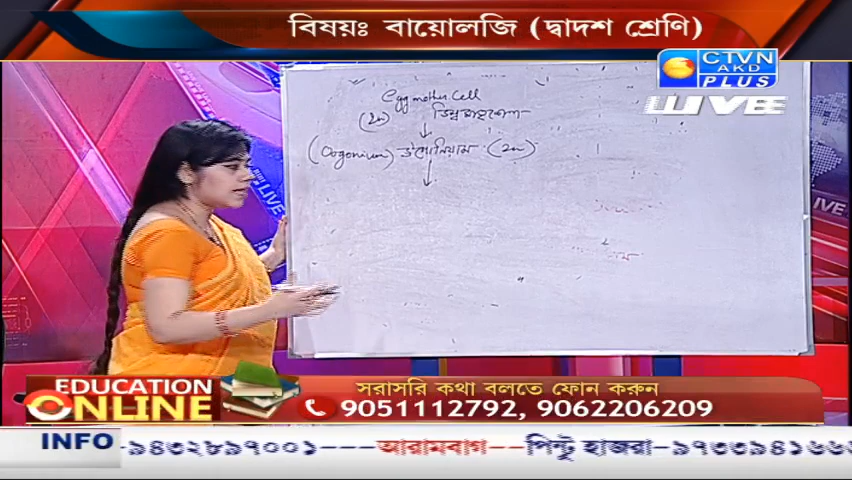 বিষয়ঃ বায়োলজি (দ্বাদশ শ্রেণি)
CTVN
AKD
PLUS
LIVE
Egg mother cell
(2n)
(Oogonium) উগোনিয়াম (2n)
LIVE
EDUCATION
ONLINE
সরাসরি কথা বলতে ফোন করুন
9051112792, 9062206209
INFO
-৯৪৩২৮৯৭০০১---আরামবাগ--পিন্টু হাজরা-৯৭৩৩৯৪১৬৬